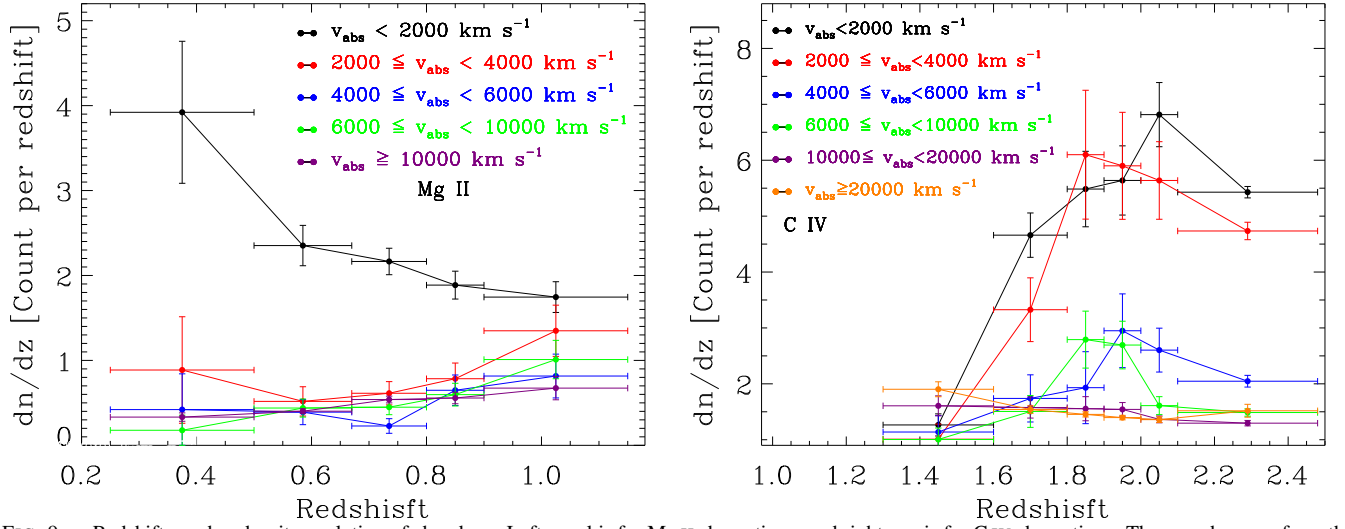 dn/dz [Count per redshift]
5
4
3
2
1
0
v_abs < 2000 km s^-1
2000 ≦ v_abs < 4000 km s^-1
4000 ≦ v_abs < 6000 km s^-1
6000 ≦ v_abs < 10000 km s^-1
v_abs ≧ 10000 km s^-1
Mg II
0.2 0.4 0.6 0.8 1.0
Redshisft
dn/dz [Count per redshift]
8
6
4
2
v_abs<2000 km s^-1
2000 ≦ v_abs<4000 km s^-1
4000 ≦ v_abs<6000 km s^-1
6000 ≦ v_abs<10000 km s^-1
10000≦ v_abs<20000 km s^-1
v_abs≧20000 km s^-1
C IV
1.0 1.2 1.4 1.6 1.8 2.0 2.2 2.4
Redshisft